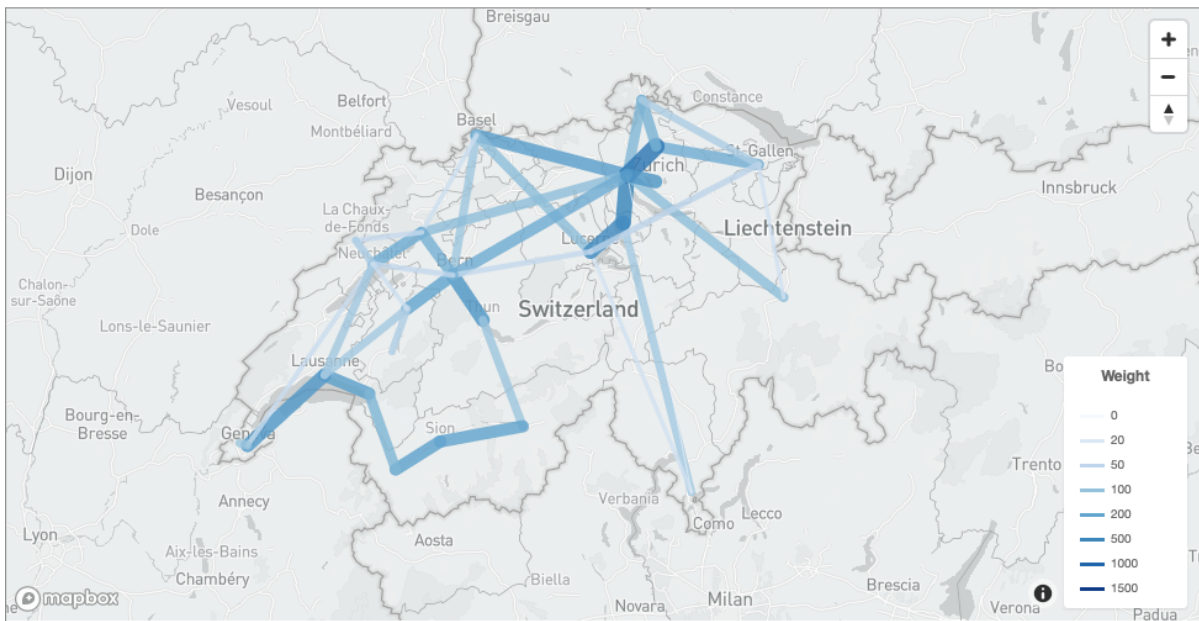 Breisgau
Constance
Belfort
Vesoul
Montbéliard
Basel
St-Gallen
Zürich
Dijon
Besançon
Innsbruck
La Chaux-
de-Fonds
Dole
Liechtenstein
Lucerne
Neuchâtel
Bern
Chalon-
sur-Saône
Thun
Switzerland
Lons-le-Saunier
Lausanne
Bo
Bourg-en-
Bresse
Geneva
Sion
Annecy
Trento
Verbania
Como
Lecco
Lyon
Aosta
Aix-les-Bains
Chambéry
Biella
Brescia
Milan
Novara
Verona
Padua
mapbox
Weight
0
20
50
100
200
500
1000
1500